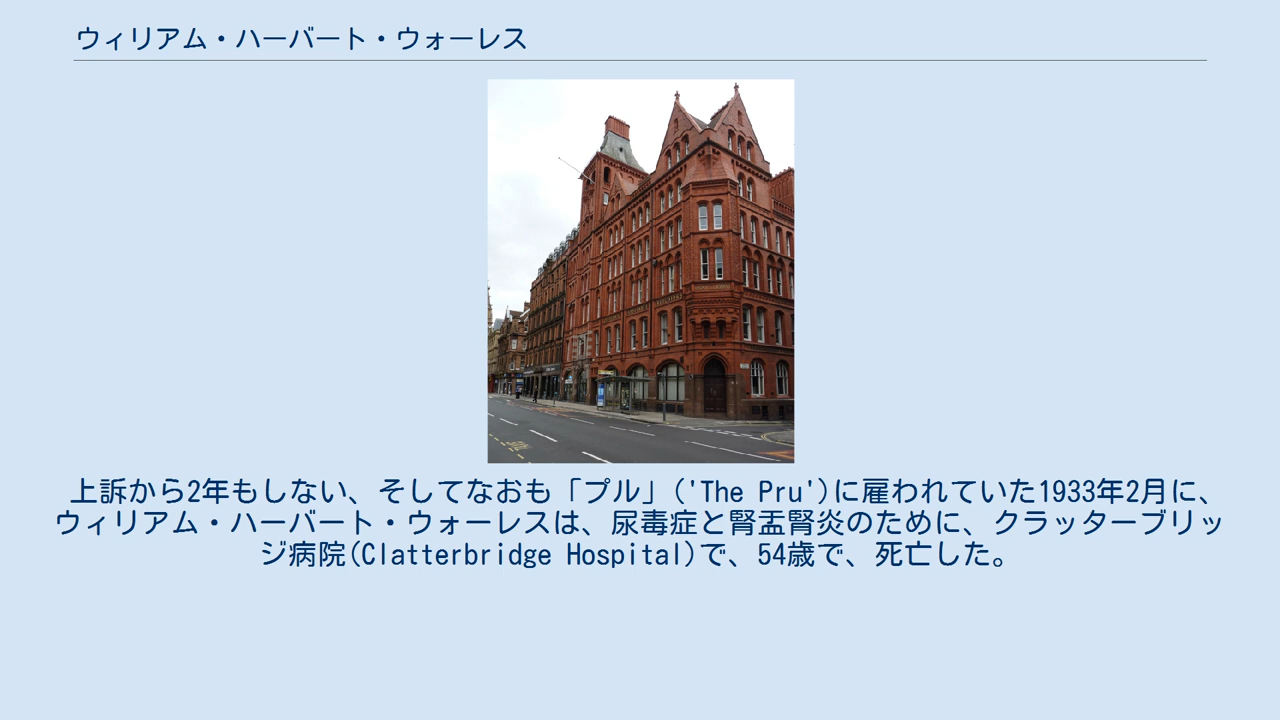 ウィリアム・ハーバート・ウォーレス
上訴から2年もしない、そしてなおも「プル」('The Pru')に雇われていた1933年2月に、
ウィリアム・ハーバート・ウォーレスは、尿毒症と腎盂腎炎のために、クラッターブリッ
ジ病院(Clatterbridge Hospital)で、54歳で、死亡した。